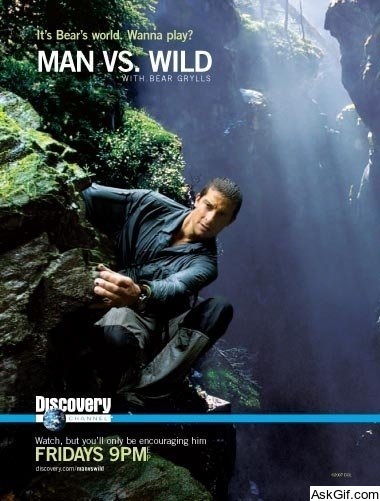 It's Bear's world. Wanna play?
MAN VS. WILD
WITH BEAR GRYLLS
Discovery
CHANNEL
Watch, but you'll only be encouraging him
FRIDAYS 9PM
discovery.com/manvswild
AskGif.com